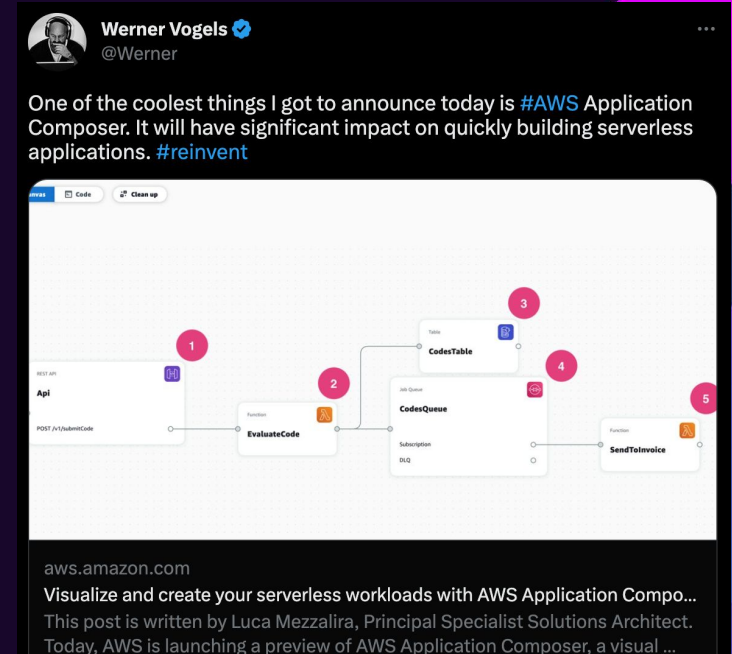 Werner Vogels
@Werner
One of the coolest things I got to announce today is #AWS Application
Composer. It will have significant impact on quickly building serverless
applications. #reinvent
nvas Code Clean up
1
REST API
Api
POST /v1/submitCode
2
Function
EvaluateCode
3
Table
CodesTable
4
Job Queue
CodesQueue
Subscription
DLQ
5
Function
SendToInvoice
aws.amazon.com
Visualize and create your serverless workloads with AWS Application Compo...
This post is written by Luca Mezzalira, Principal Specialist Solutions Architect.
Today, AWS is launching a preview of AWS Application Composer, a visual ...